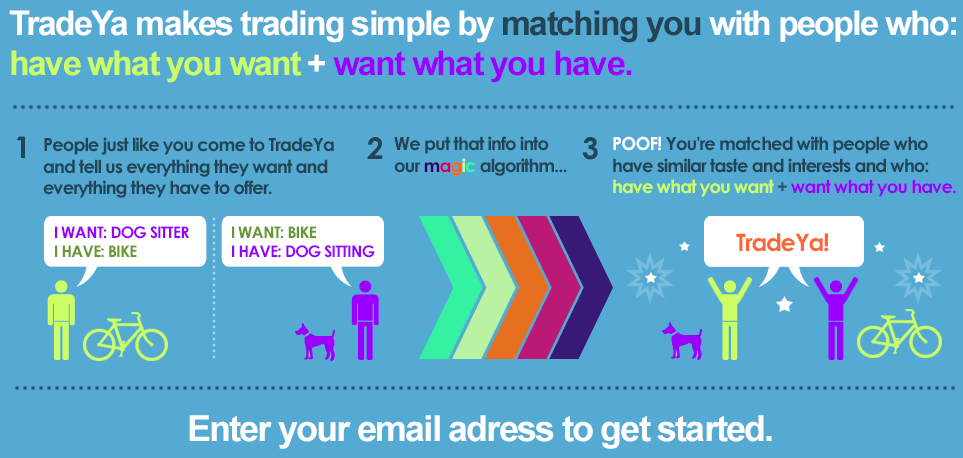 TradeYa makes trading simple by matching you with people who:
have what you want + want what you have.
1 People just like you come to TradeYa
and tell us everything they want and
everything they have to offer.
I WANT: DOG SITTER
I HAVE: BIKE
I WANT: BIKE
I HAVE: DOG SITTING
2 We put that info into
our magic algorithm...
3 POOF! You're matched with people who
have similar taste and interests and who:
have what you want + want what you have.
TradeYa!
Enter your email adress to get started.